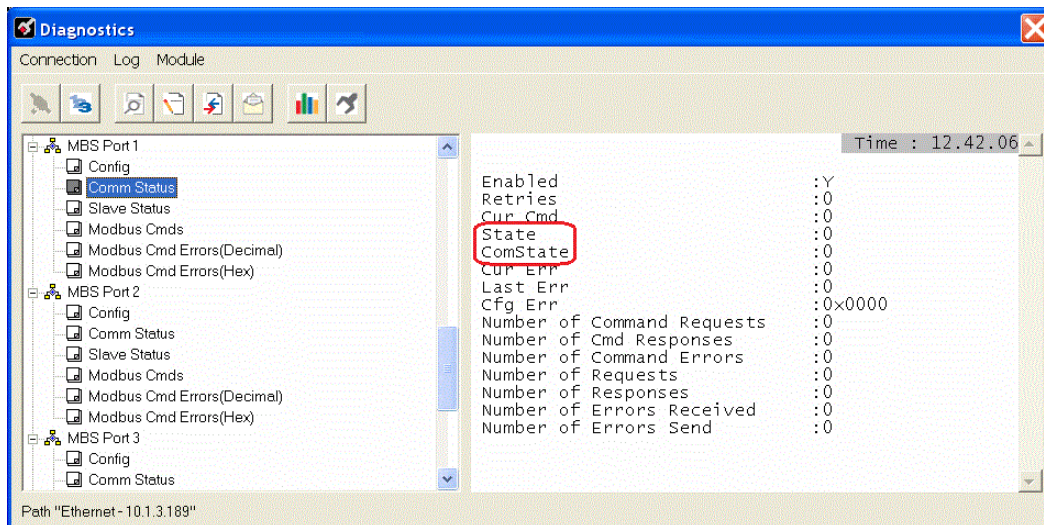 Diagnostics
Connection Log Module
MBS Port 1
Config
Comm Status
Slave Status
Modbus Cmds
Modbus Cmd Errors(Decimal)
Modbus Cmd Errors(Hex)
MBS Port 2
Config
Comm Status
Slave Status
Modbus Cmds
Modbus Cmd Errors(Decimal)
Modbus Cmd Errors(Hex)
MBS Port 3
Config
Comm Status
Time : 12.42.06
Enabled :Y
Retries :0
Cur Cmd :0
State :0
ComState :0
Cur Err :0
Last Err :0
Cfg Err :0x0000
Number of Command Requests :0
Number of Cmd Responses :0
Number of Command Errors :0
Number of Requests :0
Number of Responses :0
Number of Errors Received :0
Number of Errors Send :0
Path "Ethernet - 10.1.3.189"